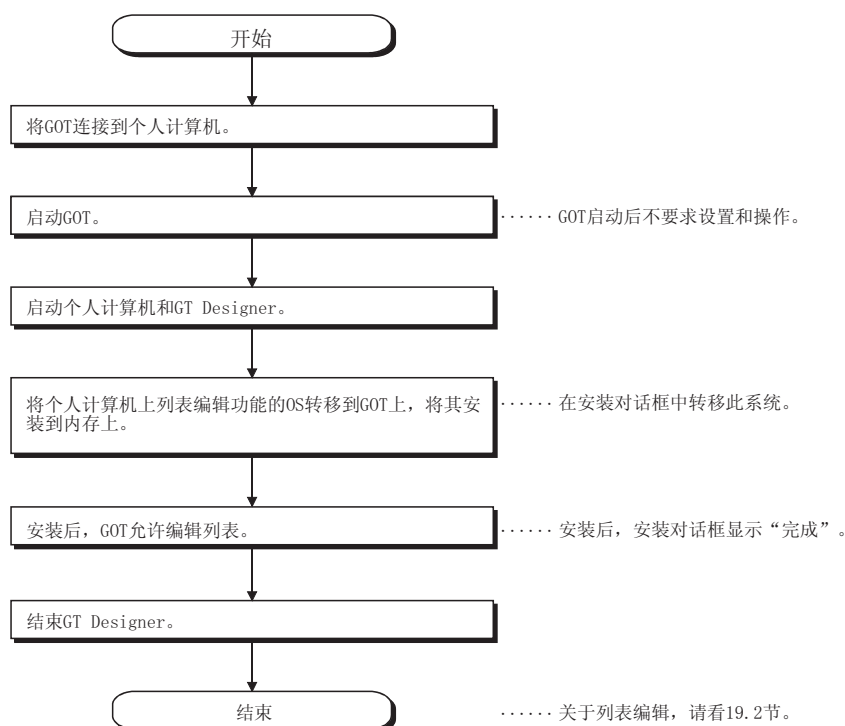 开始
将GOT连接到个人计算机。
启动GOT。
······ GOT启动后不要求设置和操作。
启动个人计算机和GT Designer。
将个人计算机上列表编辑功能的OS转移到GOT上，将其安
装到内存上。
······ 在安装对话框中转移此系统。
安装后，GOT允许编辑列表。
······ 安装后，安装对话框显示“完成”。
结束GT Designer。
结束
······ 关于列表编辑，请看19.2节。